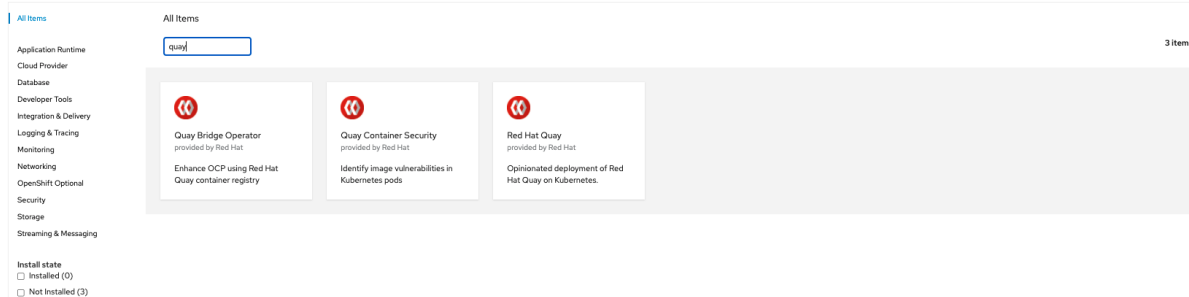 All Items
Application Runtime
Cloud Provider
Database
Developer Tools
Integration & Delivery
Logging & Tracing
Monitoring
Networking
OpenShift Optional
Security
Storage
Streaming & Messaging
Install state
Installed (0)
Not Installed (3)
All Items
quay
3 item
Quay Bridge Operator
provided by Red Hat
Enhance OCP using Red Hat
Quay container registry
Quay Container Security
provided by Red Hat
Identify image vulnerabilities in
Kubernetes pods
Red Hat Quay
provided by Red Hat
Opinionated deployment of Red
Hat Quay on Kubernetes.